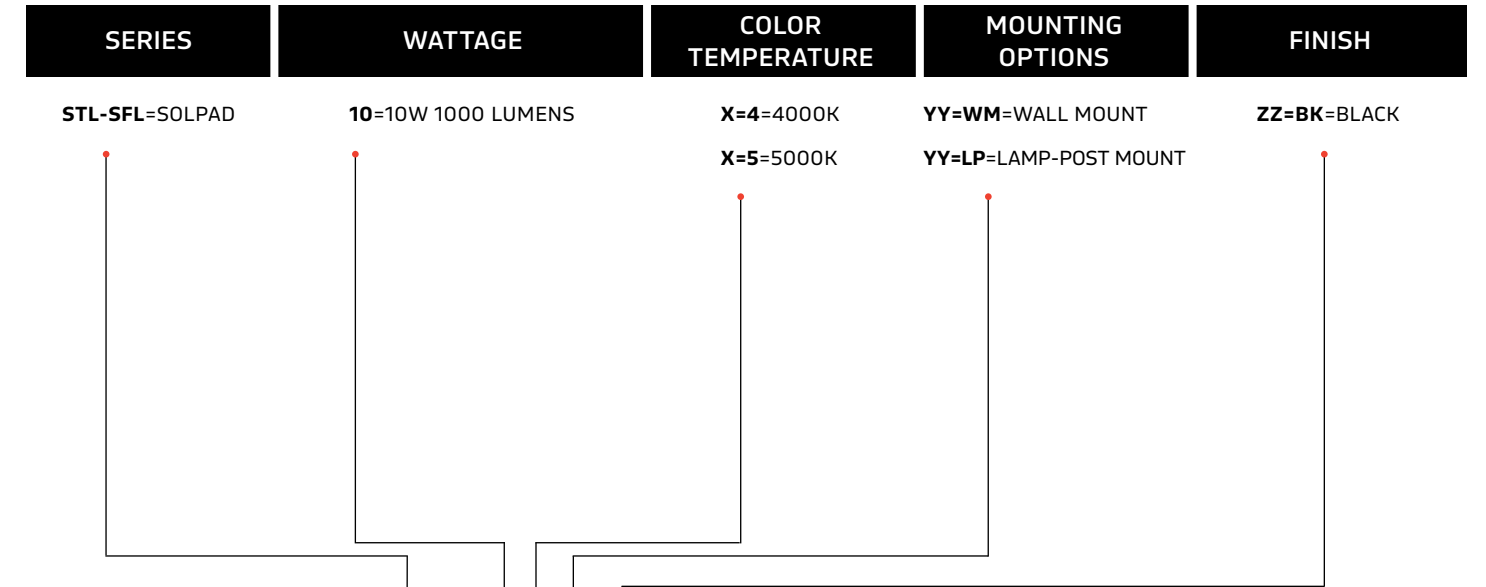 SERIES
WATTAGE
COLOR
TEMPERATURE
MOUNTING
OPTIONS
FINISH
STL-SFL=SOLPAD
10=10W 1000 LUMENS
X=4=4000K
X=5=5000K
YY=WM=WALL MOUNT
YY=LP=LAMP-POST MOUNT
ZZ=BK=BLACK